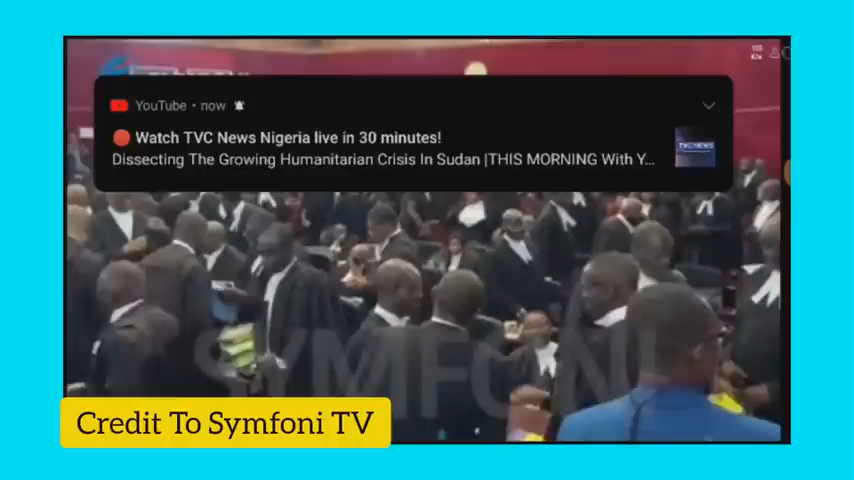 100
K/s
YouTube • now
Watch TVC News Nigeria live in 30 minutes!
Dissecting The Growing Humanitarian Crisis In Sudan |THIS MORNING With Y...
TVC NEWS
SYMFONI
Credit To Symfoni TV